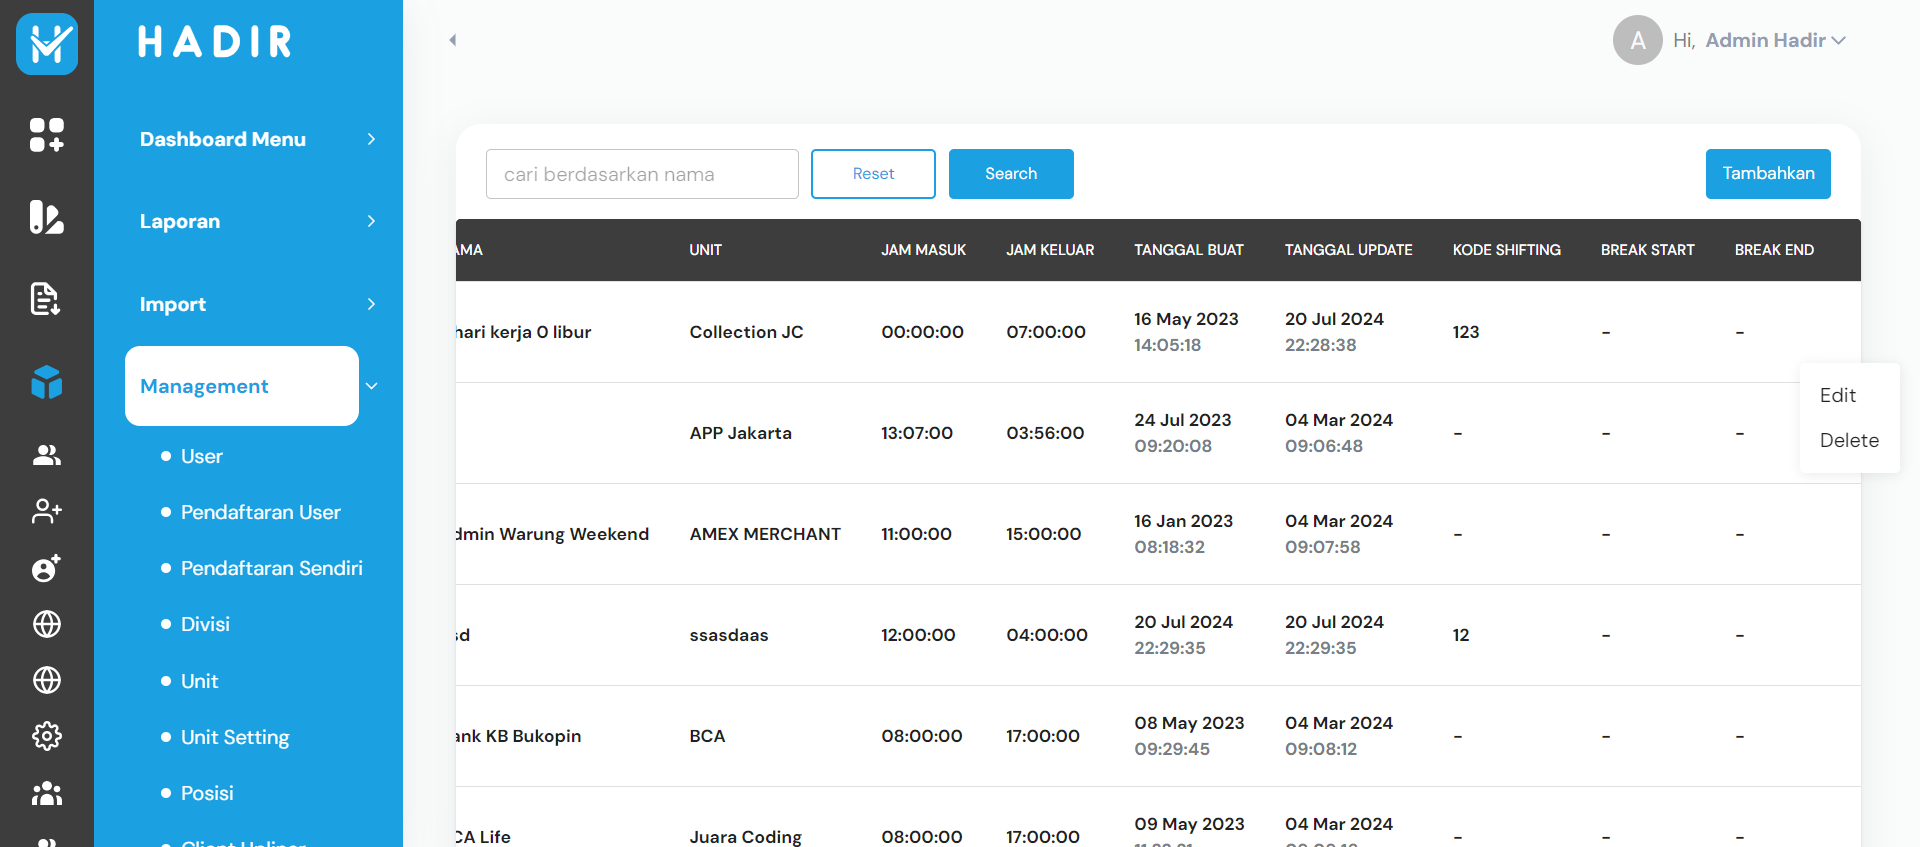 HADIR
Hi, Admin Hadir
A
Dashboard Menu
Laporan
Import
Management
User
Pendaftaran User
Pendaftaran Sendiri
Divisi
Unit
Unit Setting
Posisi
cari berdasarkan nama
Reset
Search
Tambahkan
AMA UNIT JAM MASUK JAM KELUAR TANGGAL BUAT TANGGAL UPDATE KODE SHIFTING BREAK START BREAK END
hari kerja 0 libur Collection JC 00:00:00 07:00:00 16 May 2023 20 Jul 2024 123 - -
14:05:18 22:28:38
APP Jakarta 13:07:00 03:56:00 24 Jul 2023 04 Mar 2024 - - -
09:20:08 09:06:48
Edit
Delete
dmin Warung Weekend AMEX MERCHANT 11:00:00 15:00:00 16 Jan 2023 04 Mar 2024 - - -
08:18:32 09:07:58
sd ssasdaas 12:00:00 04:00:00 20 Jul 2024 20 Jul 2024 12 - -
22:29:35 22:29:35
ank KB Bukopin BCA 08:00:00 17:00:00 08 May 2023 04 Mar 2024 - - -
09:29:45 09:08:12
CA Life Juara Coding 08:00:00 17:00:00 09 May 2023 04 Mar 2024 - - -